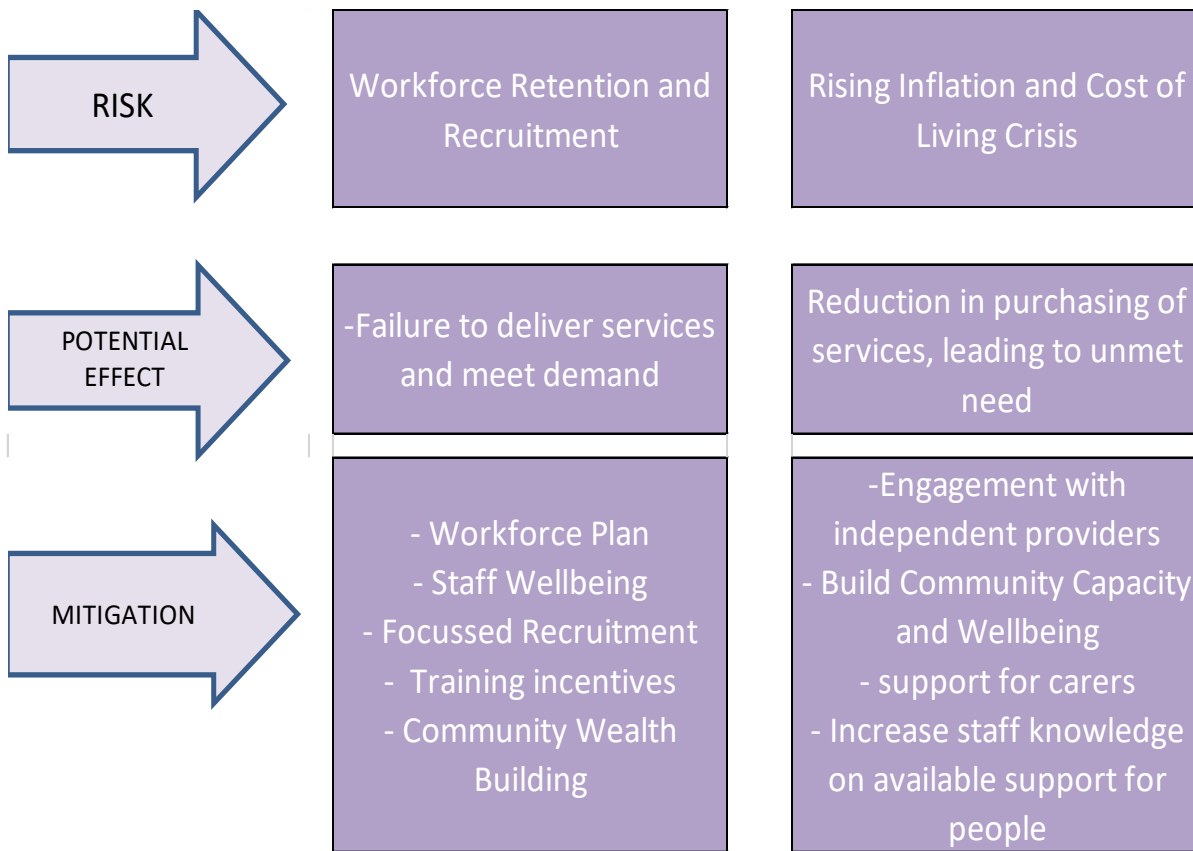 RISK
Workforce Retention and
Recruitment
Rising Inflation and Cost of
Living Crisis
POTENTIAL
EFFECT
-Failure to deliver services
and meet demand
Reduction in purchasing of
services, leading to unmet
need
MITIGATION
- Workforce Plan
- Staff Wellbeing
- Focussed Recruitment
- Training incentives
- Community Wealth
Building
-Engagement with
independent providers
- Build Community Capacity
and Wellbeing
- support for carers
- Increase staff knowledge
on available support for
people